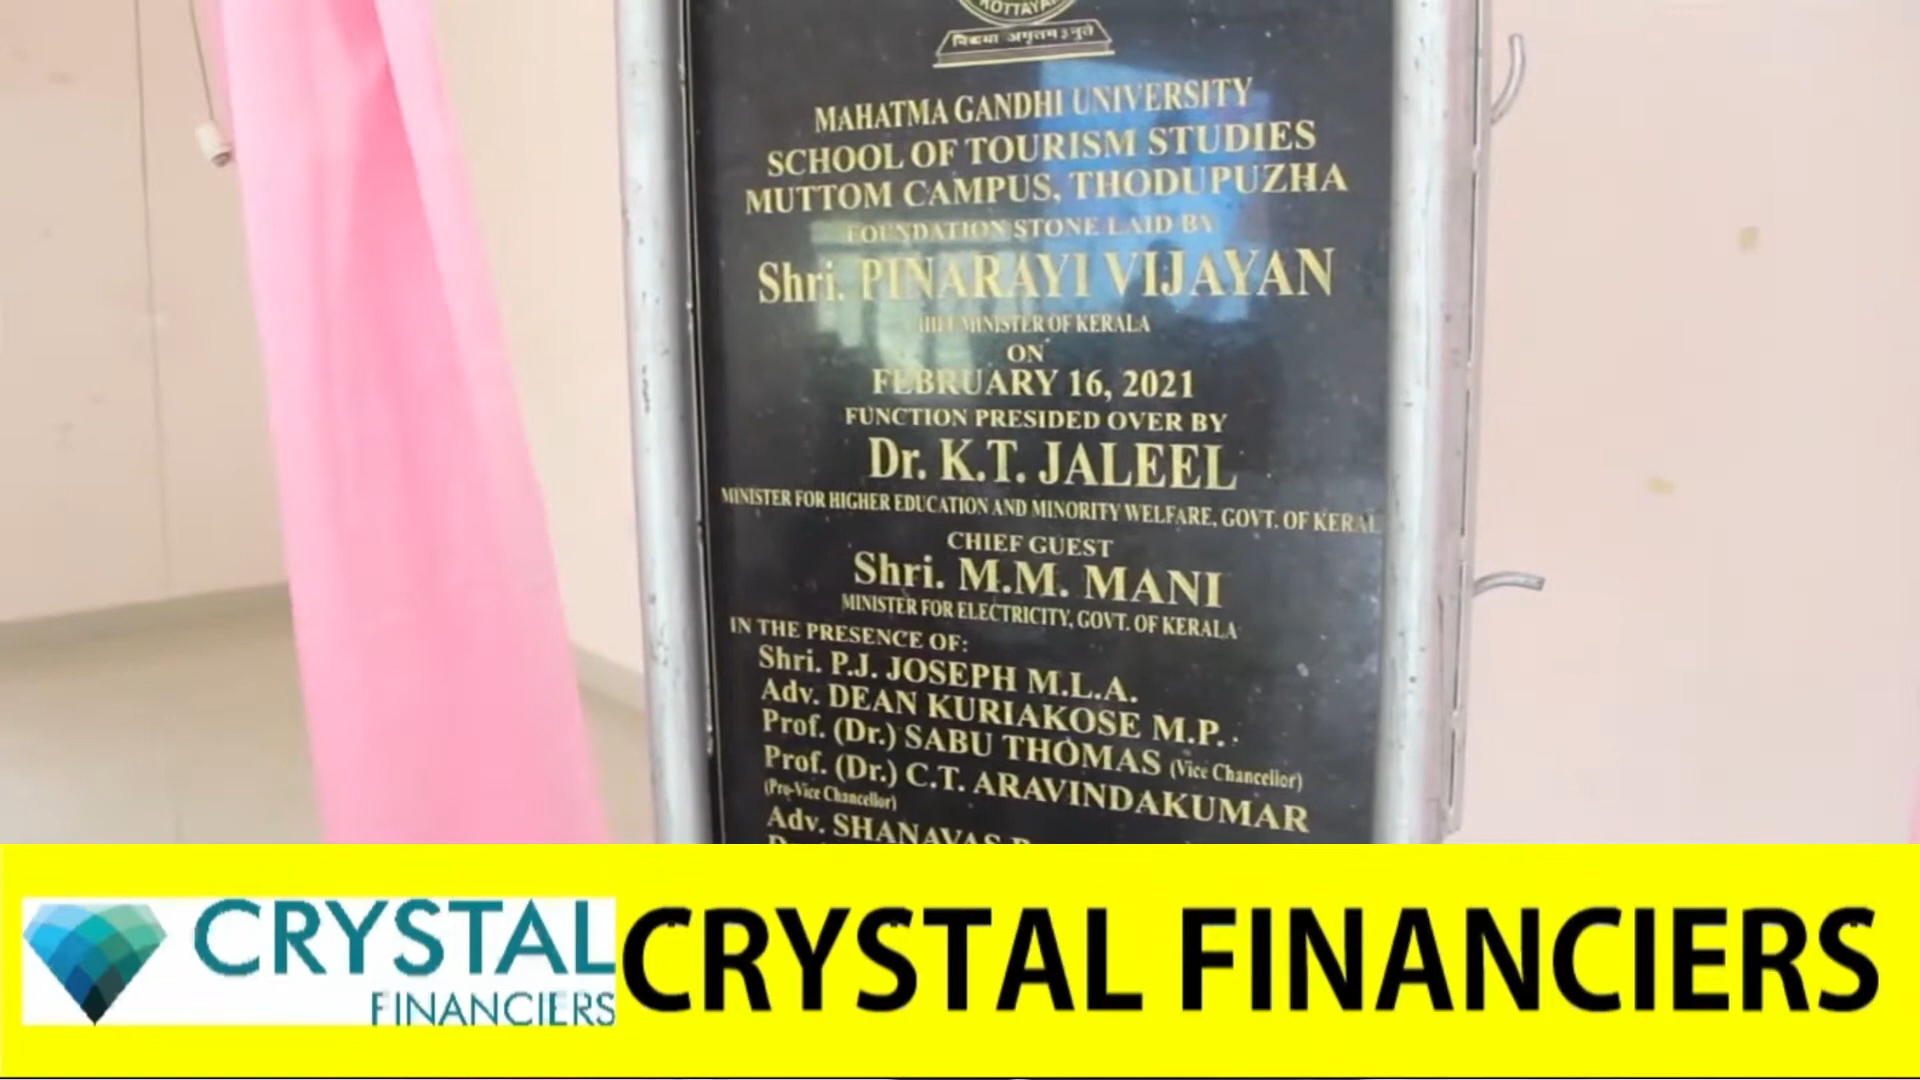 KOTTAYAM
विद्यया अमृतमश्नुते
MAHATMA GANDHI UNIVERSITY
SCHOOL OF TOURISM STUDIES
MUTTOM CAMPUS, THODUPUZHA
FOUNDATION STONE LAID BY
Shri. PINARAYI VIJAYAN
MINISTER OF KERALA
ON
FEBRUARY 16, 2021
FUNCTION PRESIDED OVER BY
Dr. K.T. JALEEL
MINISTER FOR HIGHER EDUCATION AND MINORITY WELFARE, GOVT. OF KERAL
CHIEF GUEST
Shri. M.M. MANI
MINISTER FOR ELECTRICITY, GOVT. OF KERALA
IN THE PRESENCE OF:
Shri. P.J. JOSEPH M.L.A.
Adv. DEAN KURIAKOSE M.P.
Prof. (Dr.) SABU THOMAS (Vice Chancellor)
Prof. (Dr.) C.T. ARAVINDAKUMAR
(Pro-Vice Chancellor)
Adv. SHANAVAS
CRYSTAL
FINANCIERS
CRYSTAL FINANCIERS